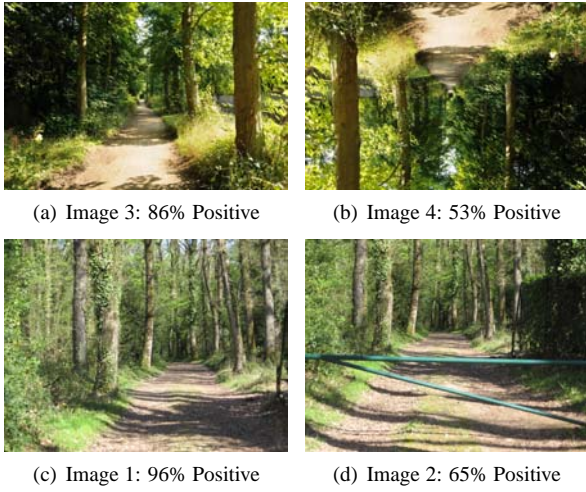 (a) Image 3: 86% Positive
(b) Image 4: 53% Positive
(c) Image 1: 96% Positive
(d) Image 2: 65% Positive